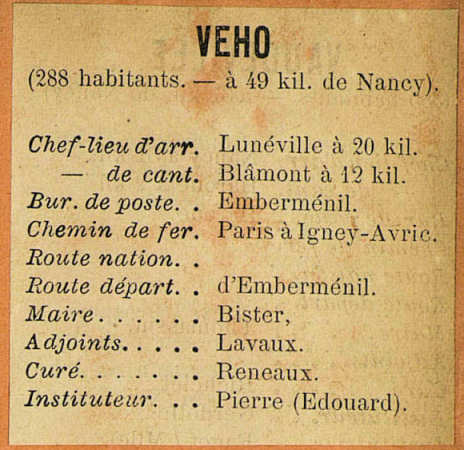 VEHO
(288 habitants. — à 49 kil. de Nancy).
Chef-lieu d'arr. Lunéville à 20 kil.
— de cant. Blâmont à 12 kil.
Bur. de poste. . Emberménil.
Chemin de fer. Paris à Igney-Avric.
Route nation. .
Route départ. . d'Emberménil.
Maire . . . . . . Bister,
Adjoints. . . . . Lavaux.
Curé. . . . . . . Reneaux.
Instituteur. . . Pierre (Edouard).